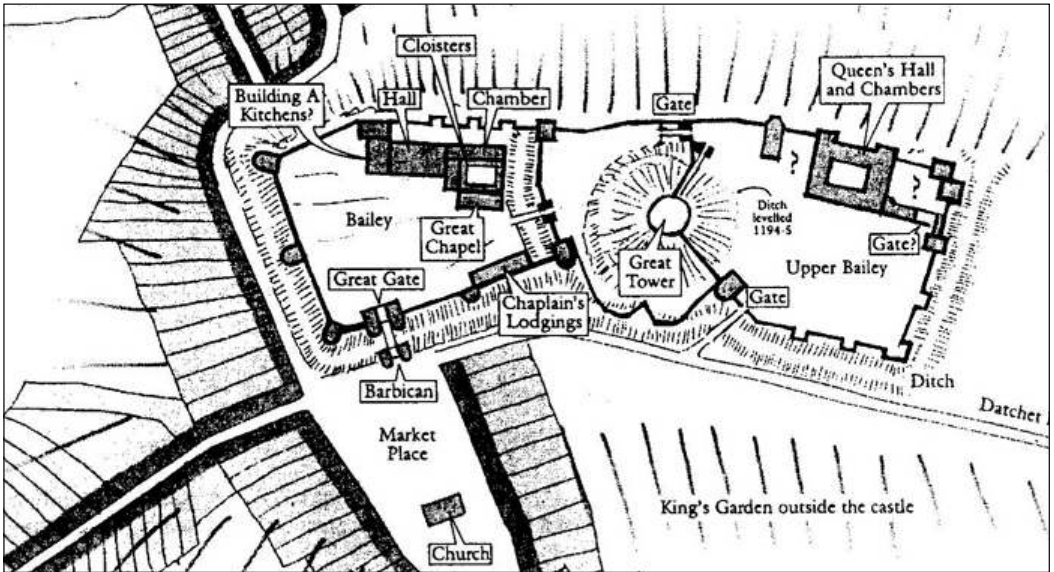 Cloisters
Queen's Hall
and Chambers
Building A
Kitchens?
Hall
Chamber
Gate
Bailey
Great
Chapel
Ditch
levelled
1194-5
Great
Tower
Gate?
Upper Bailey
Great Gate
Chaplain's
Lodgings
Gate
Barbican
Ditch
Datchet
Market
Place
King's Garden outside the castle
Church